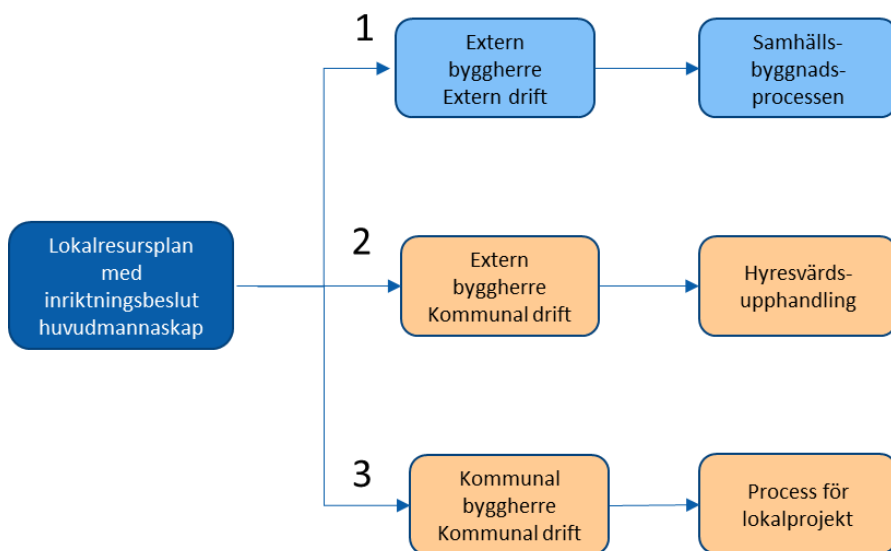 1
Extern
byggherre
Extern drift
Samhälls-
byggnads-
processen
Lokalresursplan
med
inriktningsbeslut
huvudmannaskap
2
Extern
byggherre
Kommunal drift
Hyresvärds-
upphandling
3
Kommunal
byggherre
Kommunal drift
Process för
lokalprojekt